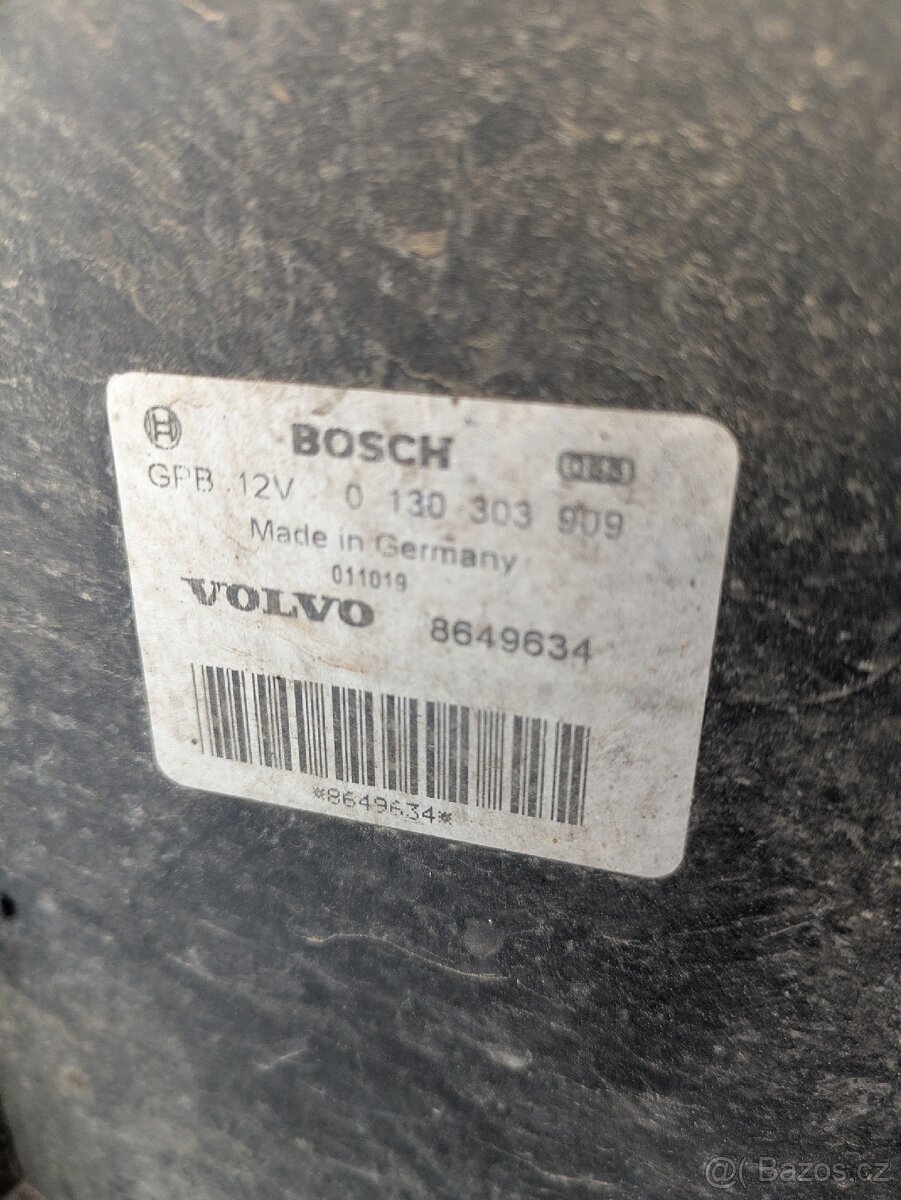 BOSCH
GPB 12V 0 130 303 909
Made in Germany
011019
VOLVO 8649634
*8649634*
@( Bazos.cz